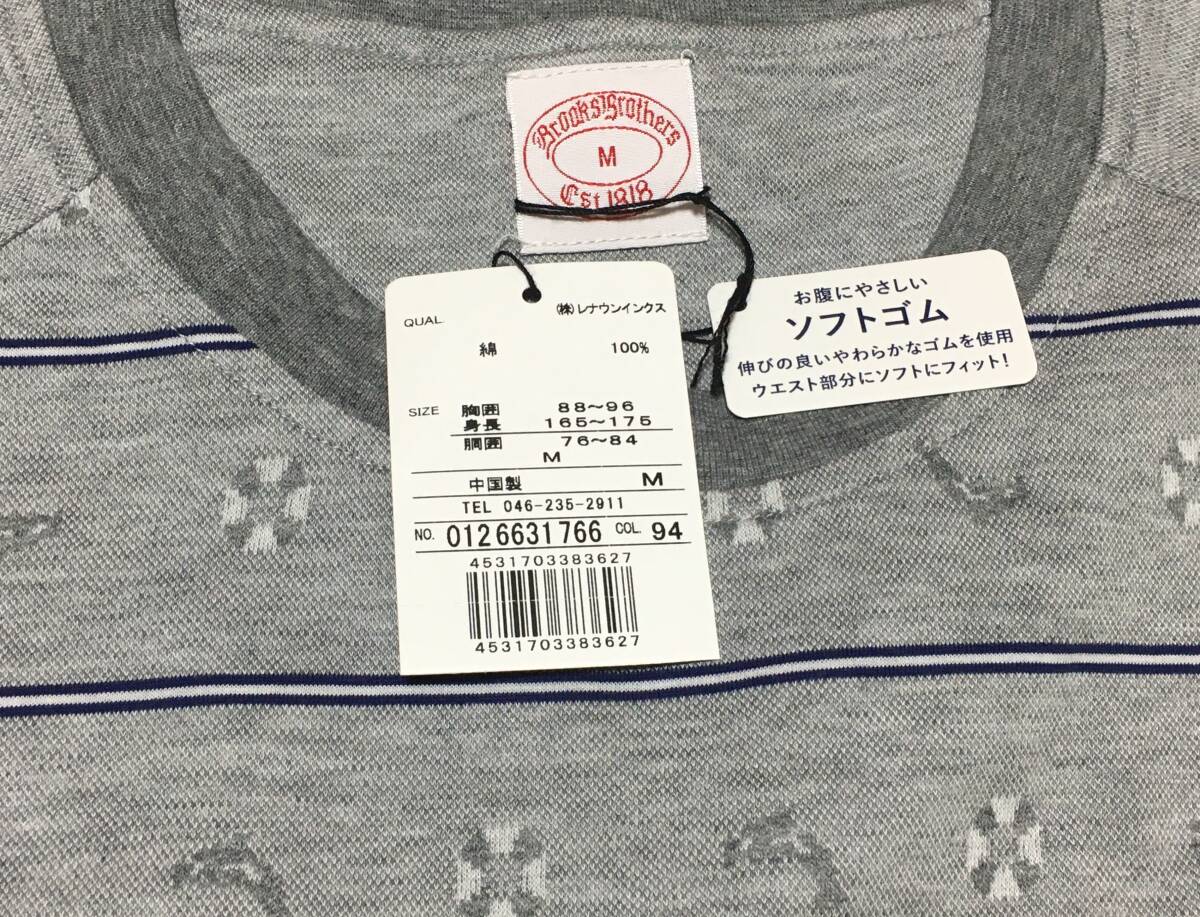 Brooks Brothers
M
Est 1818
QUAL.
(株)レナウンインクス
綿 100%
SIZE 胸囲 88～96
身長 165～175
胴囲 76～84
M
中国製 M
TEL 046-235-2911
NO. 0126631766 COL. 94
4531703383627
4531703383627
お腹にやさしい
ソフトゴム
伸びの良いやわらかなゴムを使用
ウエスト部分にソフトにフィット!